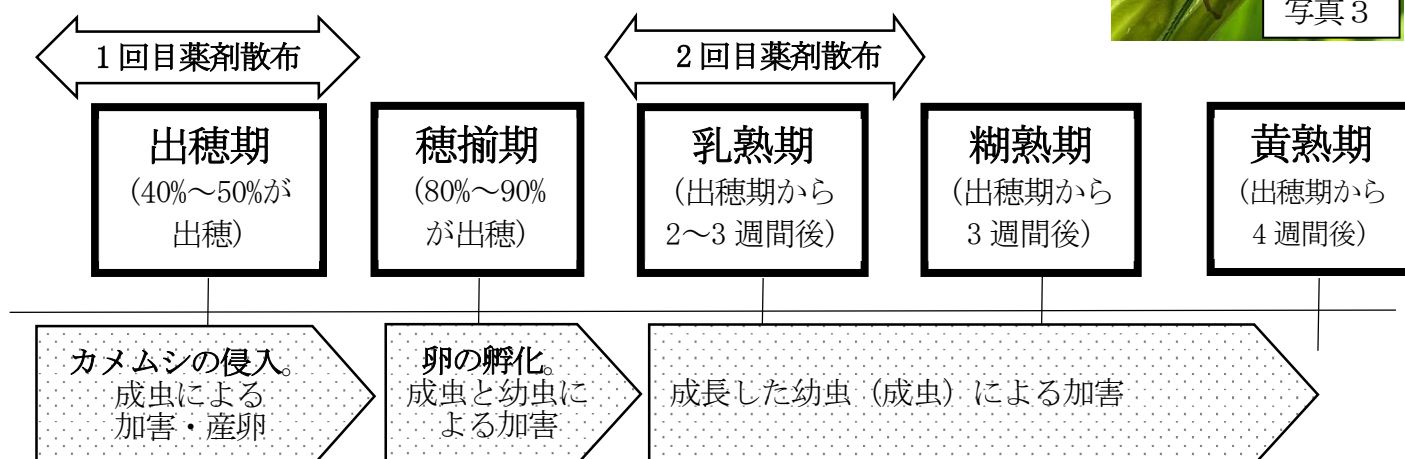 写真３
１回目薬剤散布
２回目薬剤散布
出穂期
(40%～50%が
出穂)
穂揃期
(80%～90%
が出穂)
乳熟期
(出穂期から
2～3 週間後)
糊熟期
(出穂期から
3 週間後)
黄熟期
(出穂期から
4 週間後)
カメムシの侵入。
成虫による
加害・産卵
卵の孵化。
成虫と幼虫に
よる加害
成長した幼虫（成虫）による加害